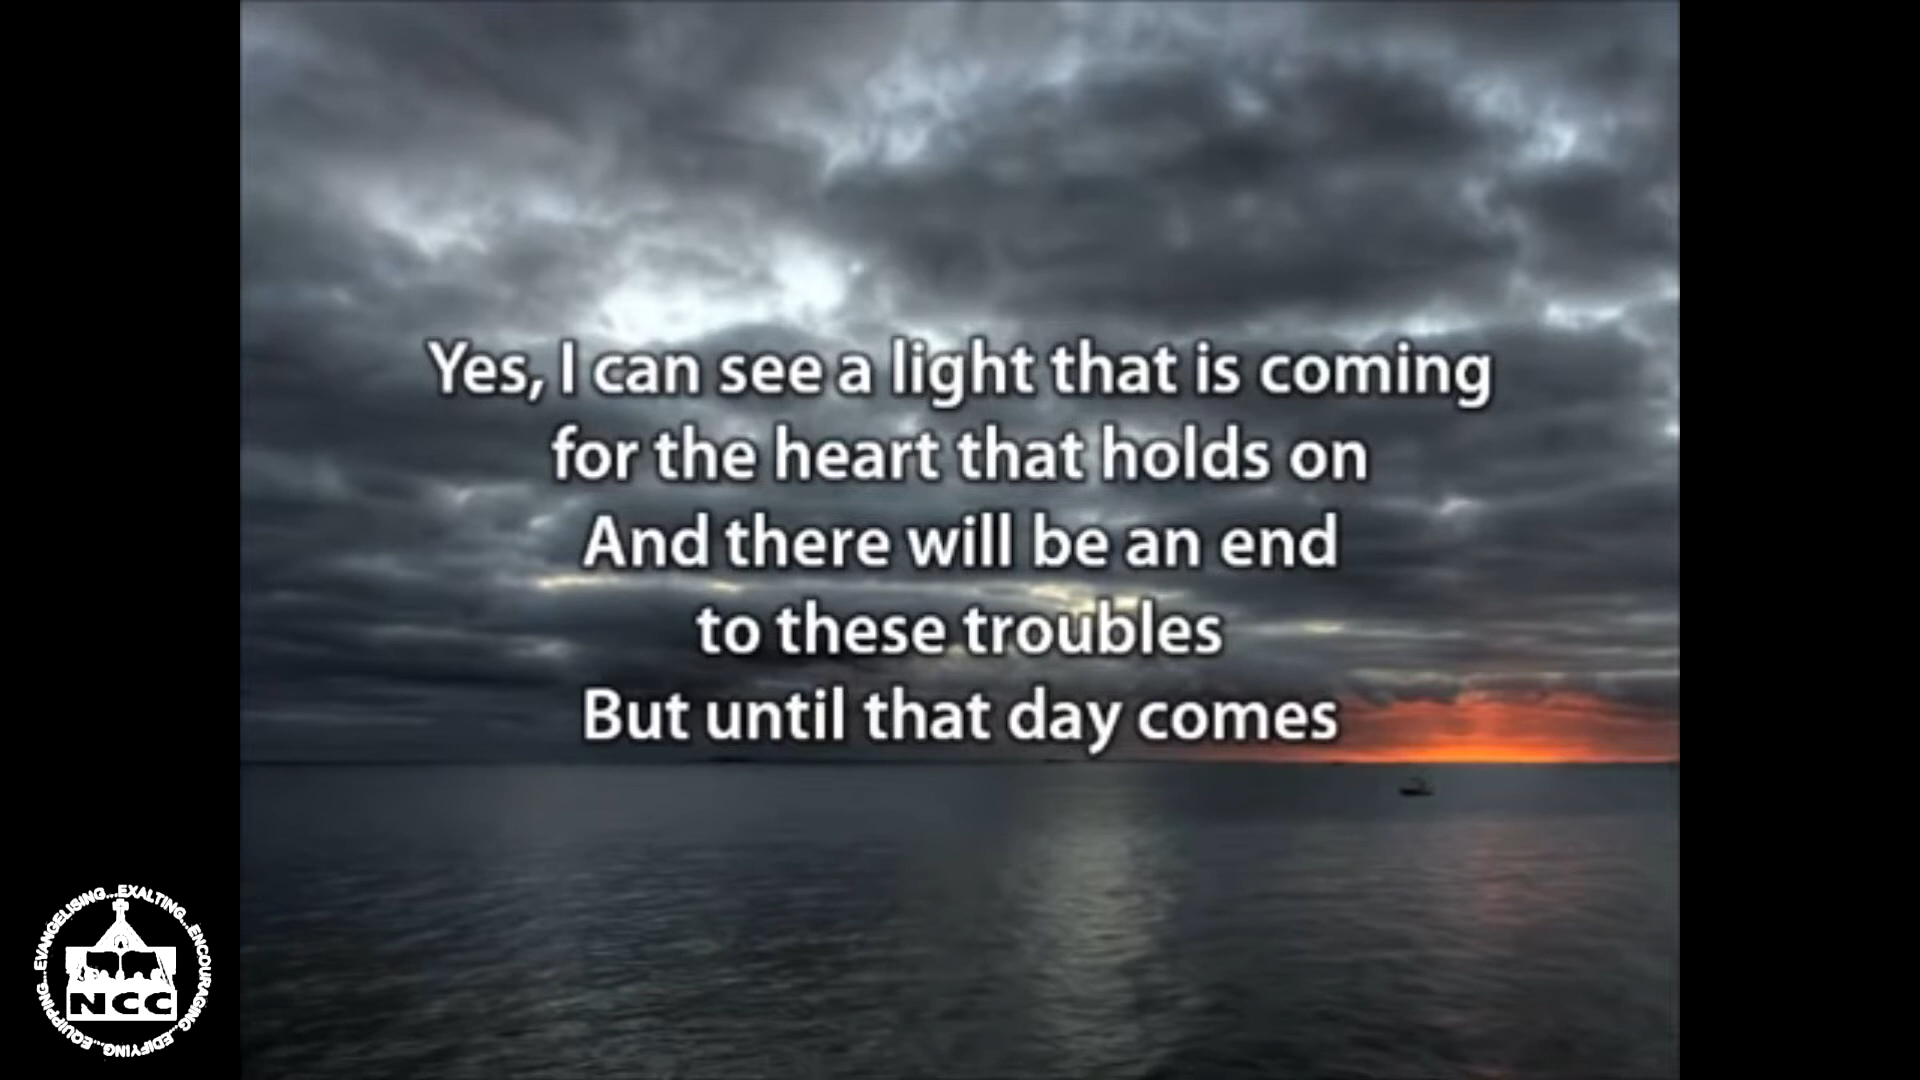 Yes, I can see a light that is coming
for the heart that holds on
And there will be an end
to these troubles
But until that day comes
EVANGELISING...EXALTING...ENCOURAGING...EDIFYING...EQUIPPING...
NCC